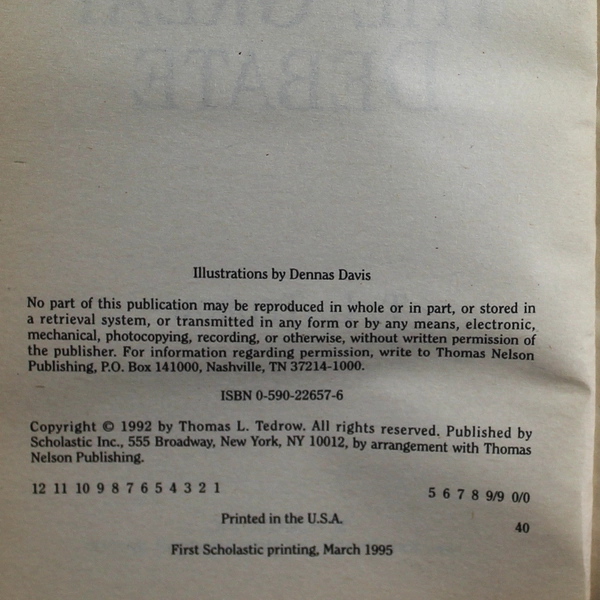 THE GREAT
DEBATE
Illustrations by Dennas Davis
No part of this publication may be reproduced in whole or in part, or stored in
a retrieval system, or transmitted in any form or by any means, electronic,
mechanical, photocopying, recording, or otherwise, without written permission of
the publisher. For information regarding permission, write to Thomas Nelson
Publishing, P.O. Box 141000, Nashville, TN 37214-1000.
ISBN 0-590-22657-6
Copyright © 1992 by Thomas L. Tedrow. All rights reserved. Published by
Scholastic Inc., 555 Broadway, New York, NY 10012, by arrangement with Thomas
Nelson Publishing.
12 11 10 9 8 7 6 5 4 3 2 1 5 6 7 8 9/9 0/0
Printed in the U.S.A. 40
First Scholastic printing, March 1995